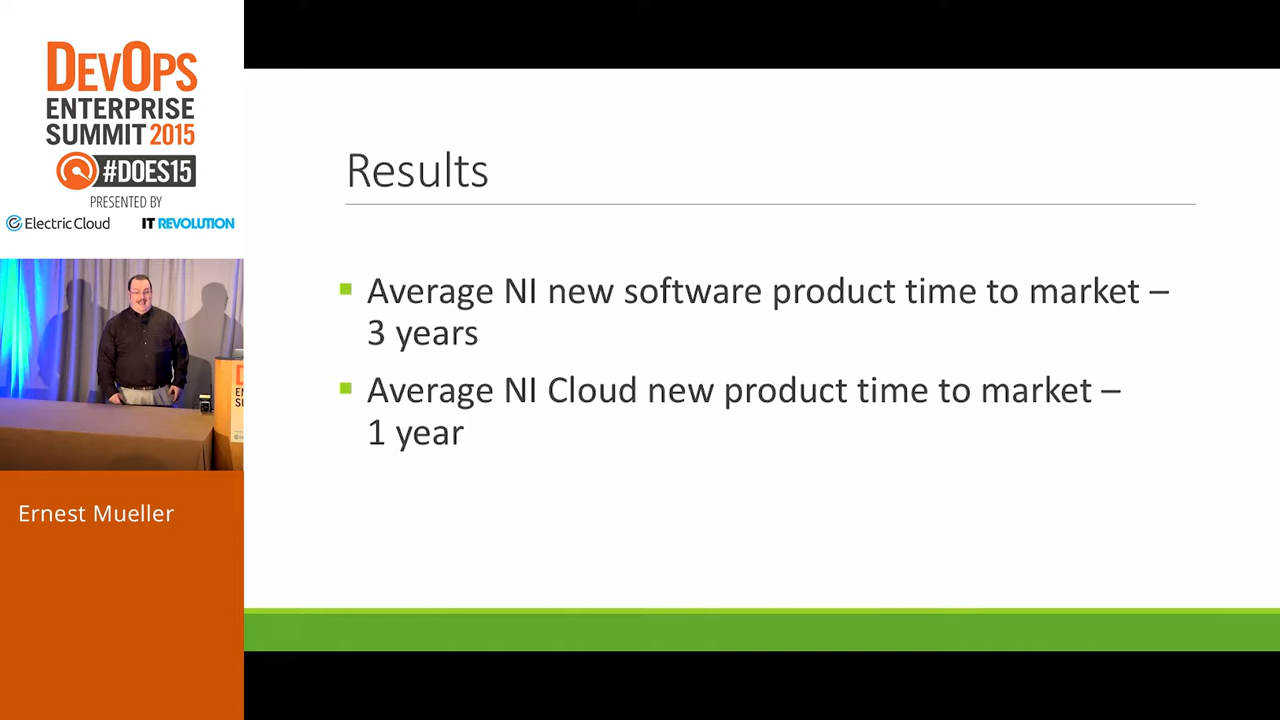 DEVOPS
ENTERPRISE
SUMMIT 2015
#DOES15
PRESENTED BY
Electric Cloud
IT REVOLUTION
Ernest Mueller
Results
Average NI new software product time to market –
3 years
Average NI Cloud new product time to market –
1 year